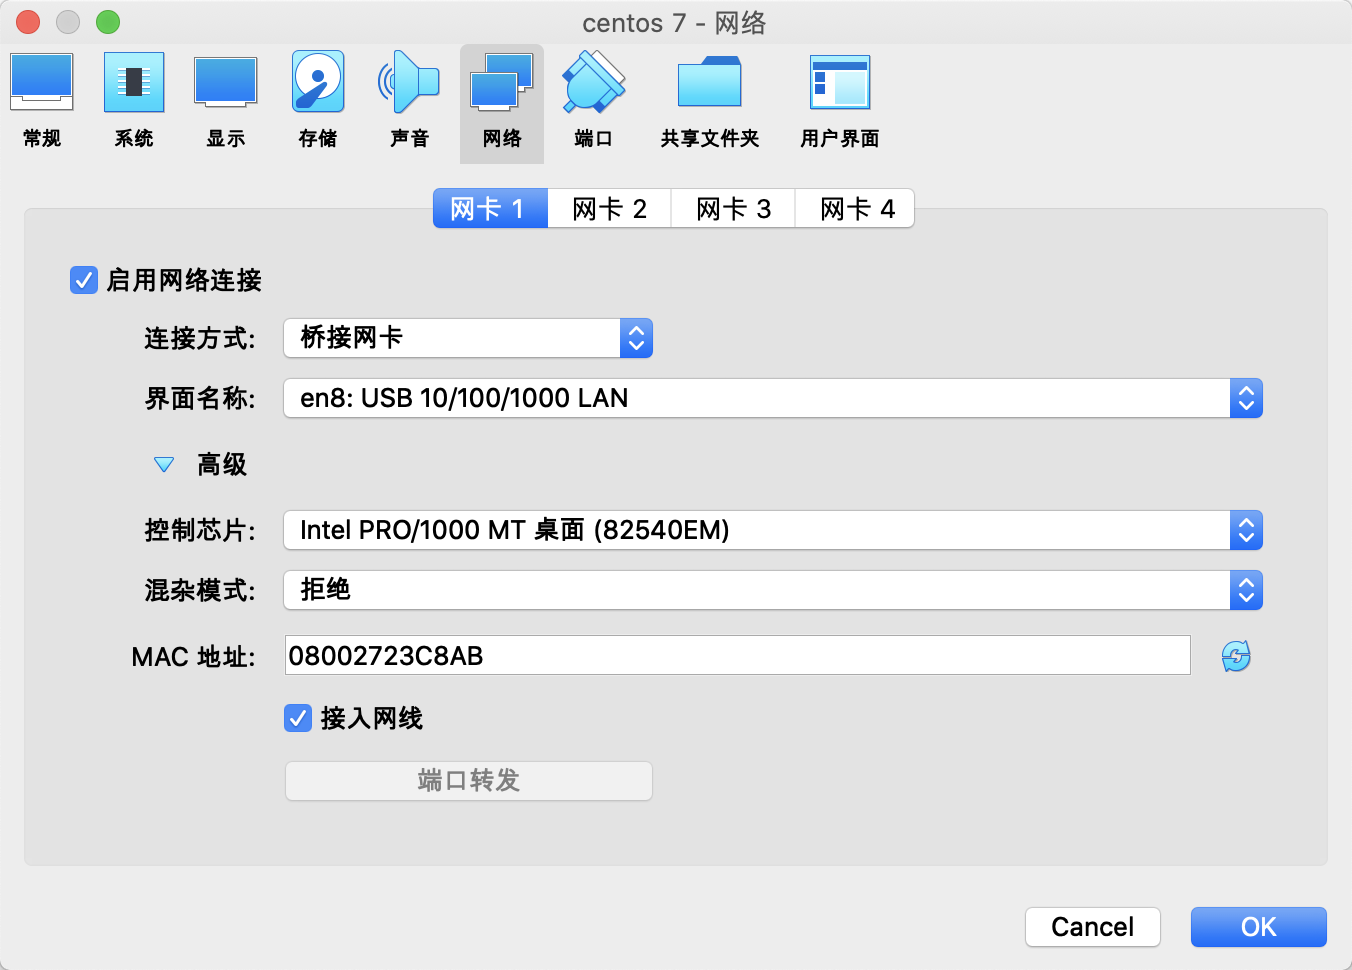 centos 7 - 网络
常规 系统 显示 存储 声音 网络 端口 共享文件夹 用户界面
网卡 1 网卡 2 网卡 3 网卡 4
启用网络连接
连接方式: 桥接网卡
界面名称: en8: USB 10/100/1000 LAN
高级
控制芯片: Intel PRO/1000 MT 桌面 (82540EM)
混杂模式: 拒绝
MAC 地址: 08002723C8AB
接入网线
端口转发
Cancel OK